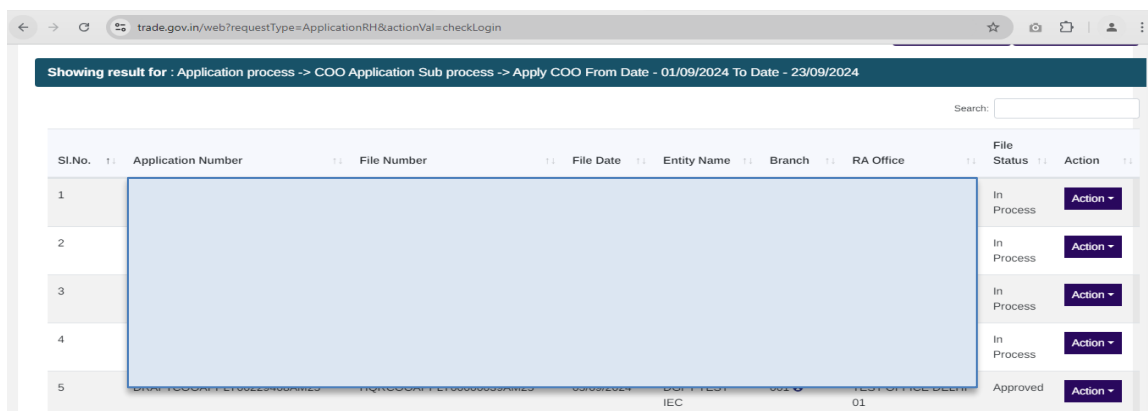 trade.gov.in/web?requestType=ApplicationRH&actionVal=checkLogin
Showing result for : Application process -> COO Application Sub process -> Apply COO From Date - 01/09/2024 To Date - 23/09/2024
Search:
Sl.No. Application Number File Number File Date Entity Name Branch RA Office File Status Action
1 In Process Action
2 In Process Action
3 In Process Action
4 In Process Action
5 IEC 01 Approved Action